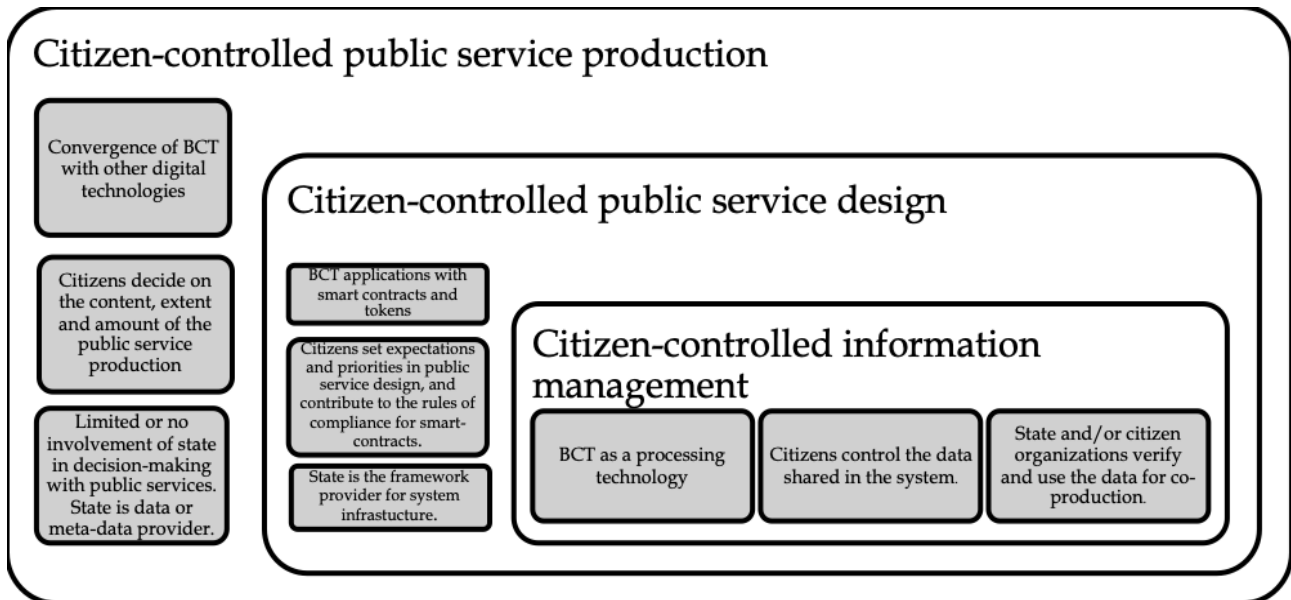 Citizen-controlled public service production
Convergence of BCT
with other digital
technologies
Citizens decide on
the content, extent
and amount of the
public service
production
Limited or no
involvement of state
in decision-making
with public services.
State is data or
meta-data provider.
Citizen-controlled public service design
BCT applications with
smart contracts and
tokens
Citizens set expectations
and priorities in public
service design, and
contribute to the rules of
compliance for smart-
contracts.
State is the framework
provider for system
infrastucture.
Citizen-controlled information
management
BCT as a processing
technology
Citizens control the data
shared in the system.
State and/or citizen
organizations verify
and use the data for co-
production.